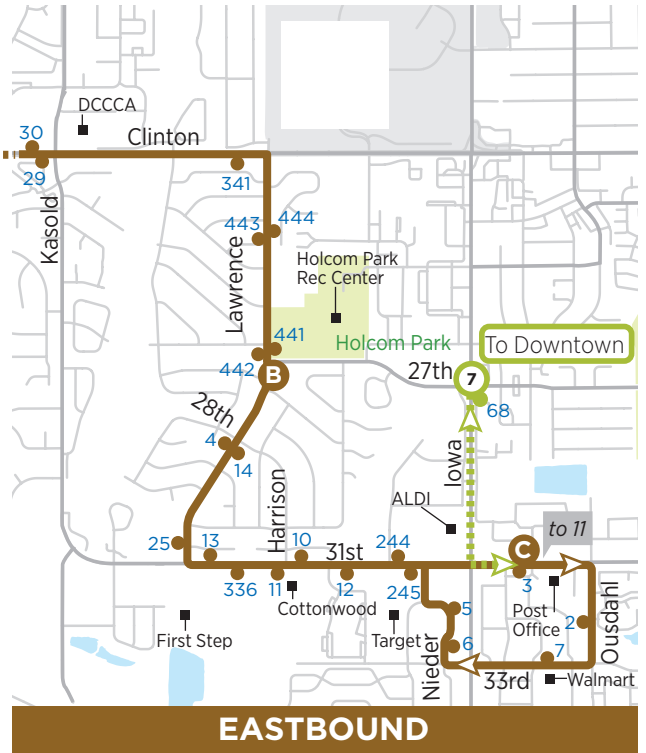 DCCCA
30
Clinton
29
341
Kasold
443
444
Lawrence
Holcom Park
Rec Center
441
Holcom Park
To Downtown
442
B
27th
7
28th
68
4
14
Iowa
Harrison
ALDI
to 11
25
13
10
31st
244
C
336
11
12
245
3
Cottonwood
5
Post
Office
2
Ousdahl
First Step
Target
Nieder
6
7
33rd
Walmart
EASTBOUND